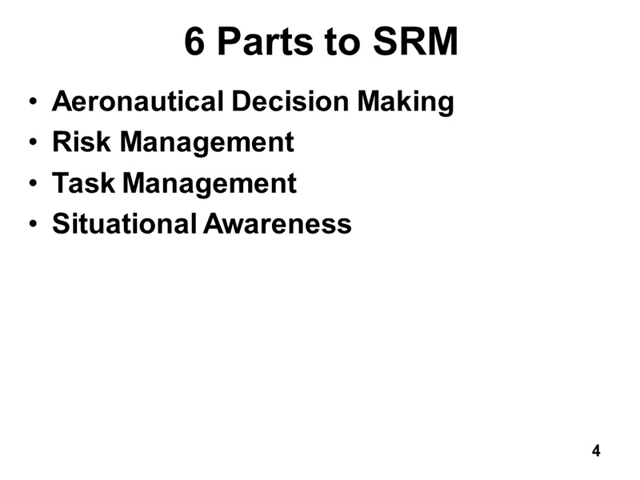 6 Parts to SRM
• Aeronautical Decision Making
• Risk Management
• Task Management
• Situational Awareness
4